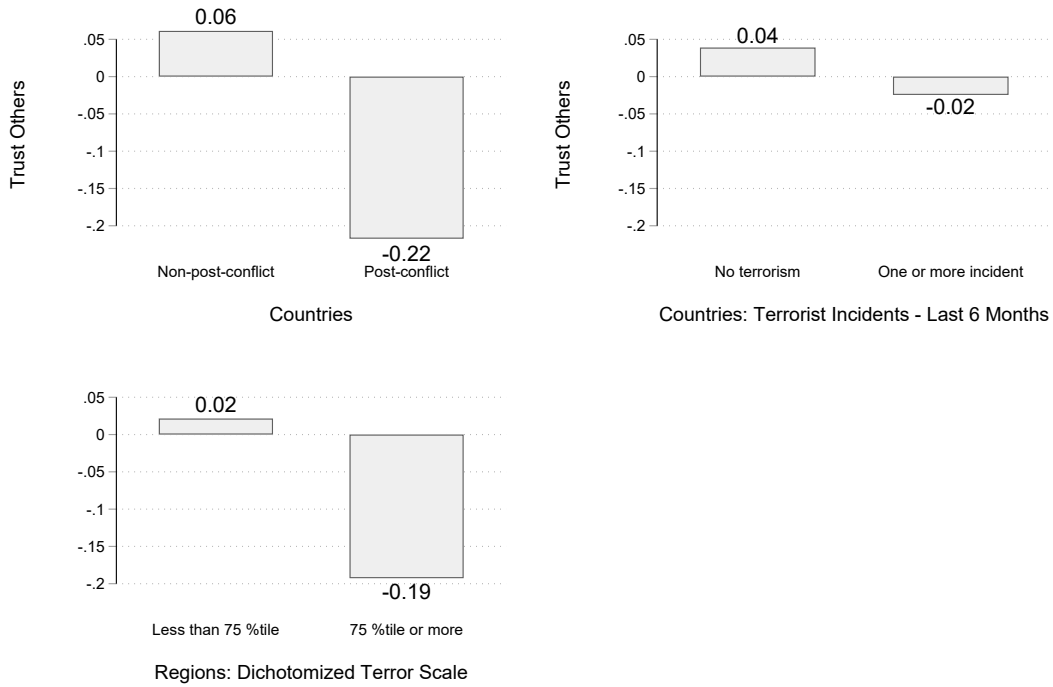 Trust Others
.05
0
-.05
-.1
-.15
-.2
0.06
-0.22
Non-post-conflict
Post-conflict
Countries
Trust Others
.05
0
-.05
-.1
-.15
-.2
0.04
-0.02
No terrorism
One or more incident
Countries: Terrorist Incidents - Last 6 Months
.05
0
-.05
-.1
-.15
-.2
0.02
-0.19
Less than 75 %tile
75 %tile or more
Regions: Dichotomized Terror Scale